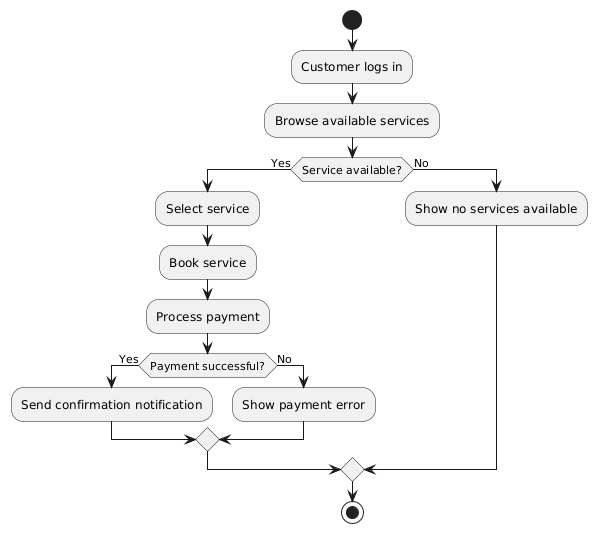 Customer logs in
Browse available services
Yes
Service available?
No
Select service
Show no services available
Book service
Process payment
Yes
Payment successful?
No
Send confirmation notification
Show payment error